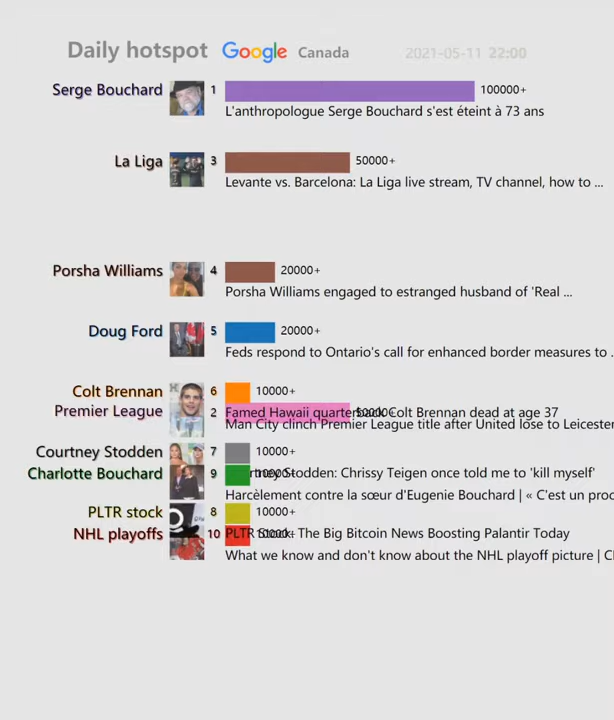 Daily hotspot Google Canada 2021-05-11 22:00
Serge Bouchard 1 100000+
L'anthropologue Serge Bouchard s'est éteint à 73 ans
La Liga 3 50000+
Levante vs. Barcelona: La Liga live stream, TV channel, how to ...
Porsha Williams 4 20000+
Porsha Williams engaged to estranged husband of 'Real ...
Doug Ford 5 20000+
Feds respond to Ontario's call for enhanced border measures to .
Colt Brennan 6 10000+
Famed Hawaii quarterback Colt Brennan dead at age 37
Premier League 2 50000+
Man City clinch Premier League title after United lose to Leicester
Courtney Stodden 7 10000+
Courtney Stodden: Chrissy Teigen once told me to 'kill myself'
Charlotte Bouchard 9 10000+
Harcèlement contre la sœur d'Eugenie Bouchard | « C'est un proc
PLTR stock 8 10000+
PLTR Stock: The Big Bitcoin News Boosting Palantir Today
NHL playoffs 10
What we know and don't know about the NHL playoff picture |